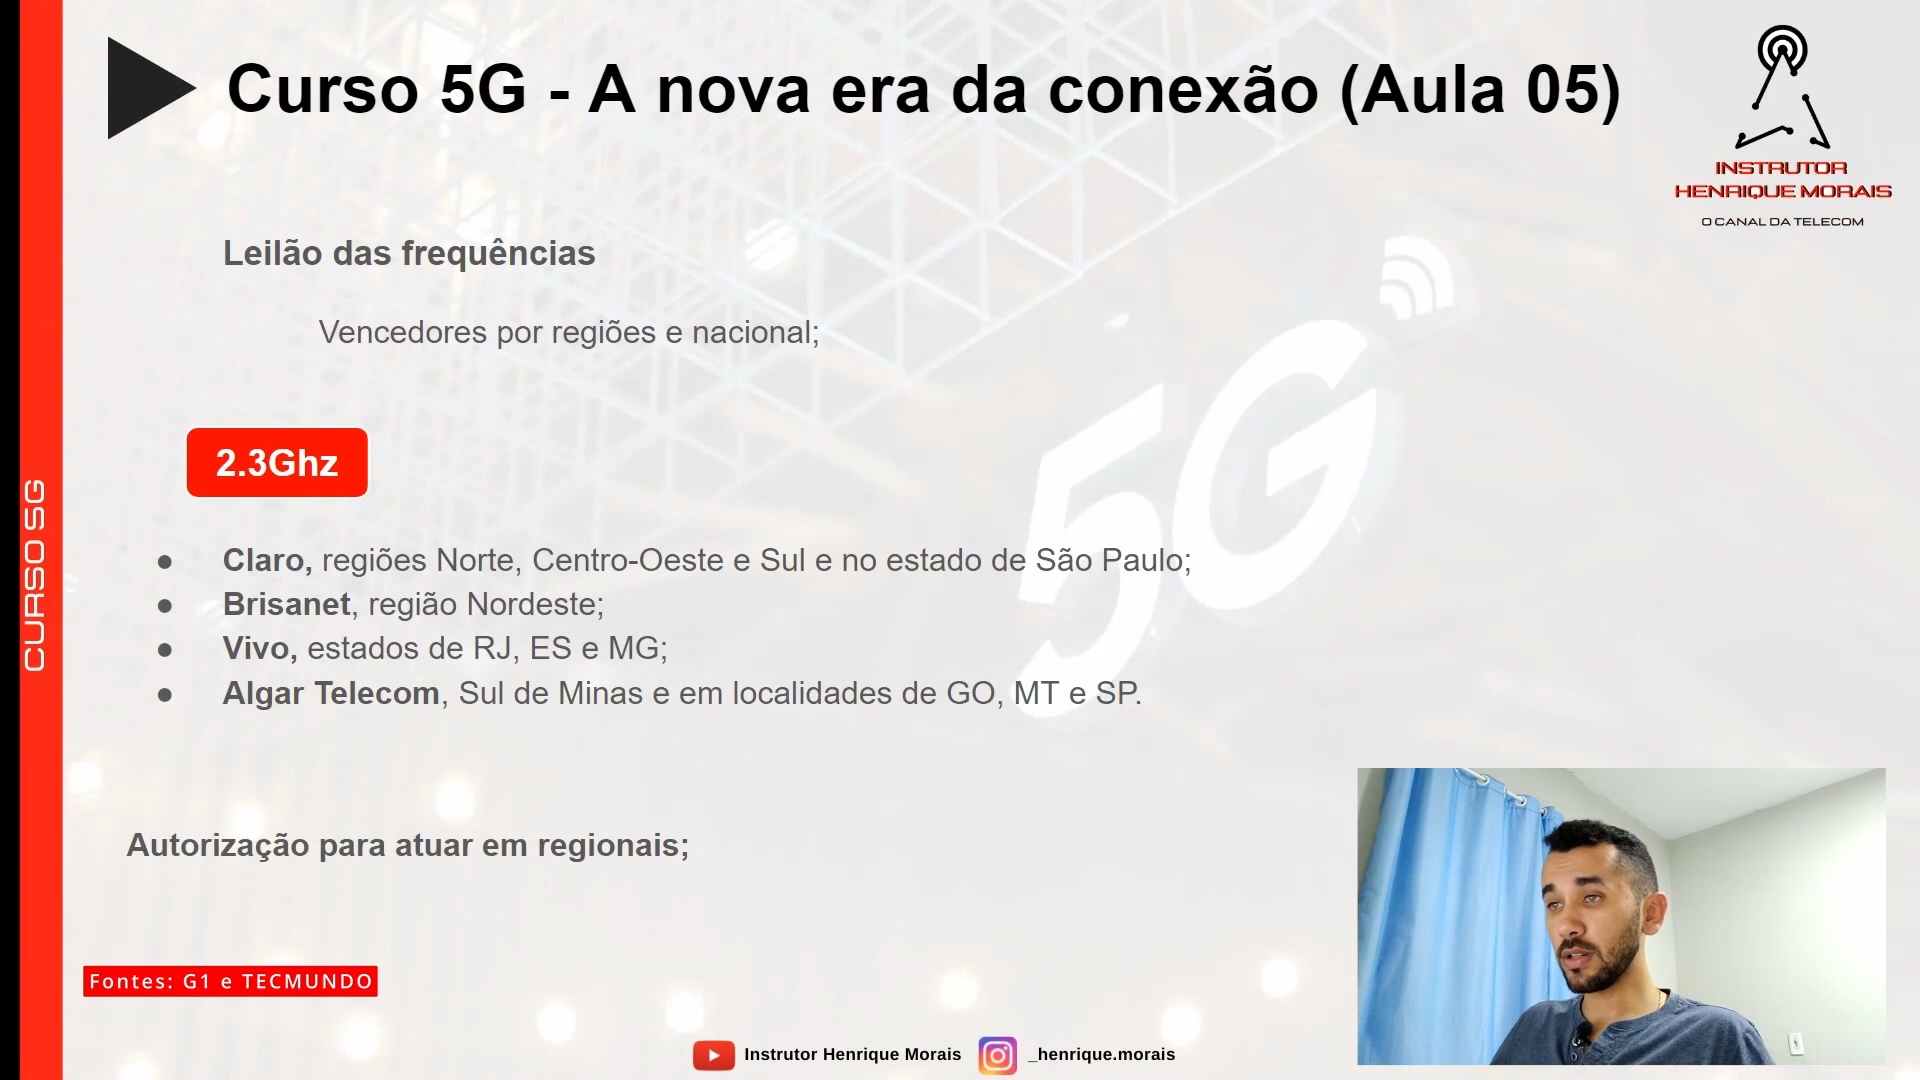 Curso 5G - A nova era da conexão (Aula 05)
INSTRUTOR
HENRIQUE MORAIS
O CANAL DA TELECOM
Leilão das frequências
Vencedores por regiões e nacional;
5G
2.3Ghz
● Claro, regiões Norte, Centro-Oeste e Sul e no estado de São Paulo;
● Brisanet, região Nordeste;
● Vivo, estados de RJ, ES e MG;
● Algar Telecom, Sul de Minas e em localidades de GO, MT e SP.
CURSO 5G
Autorização para atuar em regionais;
Fontes: G1 e TECMUNDO
Instrutor Henrique Morais
_henrique.morais